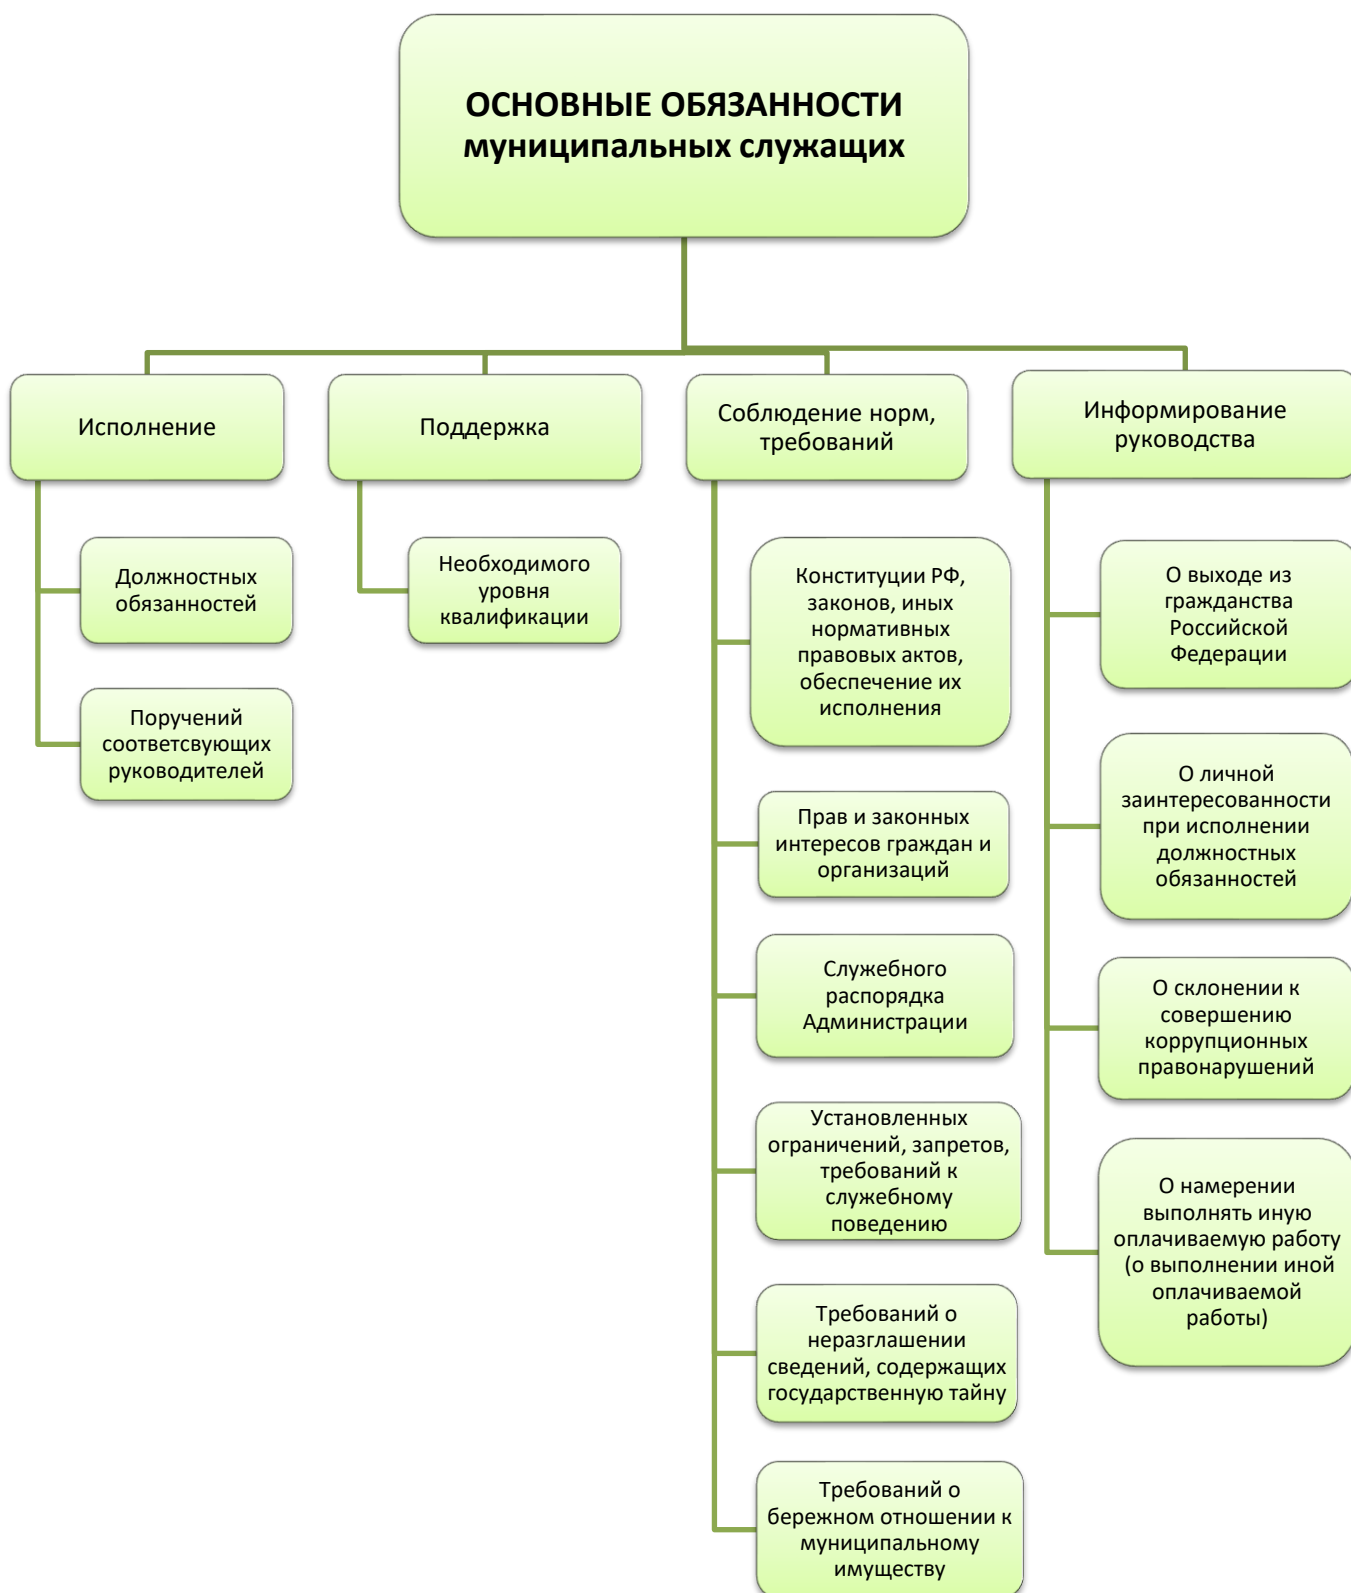 ОСНОВНЫЕ ОБЯЗАННОСТИ
муниципальных служащих
Исполнение
Должностных
обязанностей
Поручений
соответсвующих
руководителей
Поддержка
Необходимого
уровня
квалификации
Соблюдение норм,
требований
Конституции РФ,
законов, иных
нормативных
правовых актов,
обеспечение их
исполнения
Прав и законных
интересов граждан и
организаций
Служебного
распорядка
Администрации
Установленных
ограничений, запретов,
требований к
служебному
поведению
Требований о
неразглашении
сведений, содержащих
государственную тайну
Требований о
бережном отношении к
муниципальному
имуществу
Информирование
руководства
О выходе из
гражданства
Российской
Федерации
О личной
заинтересованности
при исполнении
должностных
обязанностей
О склонении к
совершению
коррупционных
правонарушений
О намерении
выполнять иную
оплачиваемую работу
(о выполнении иной
оплачиваемой
работы)